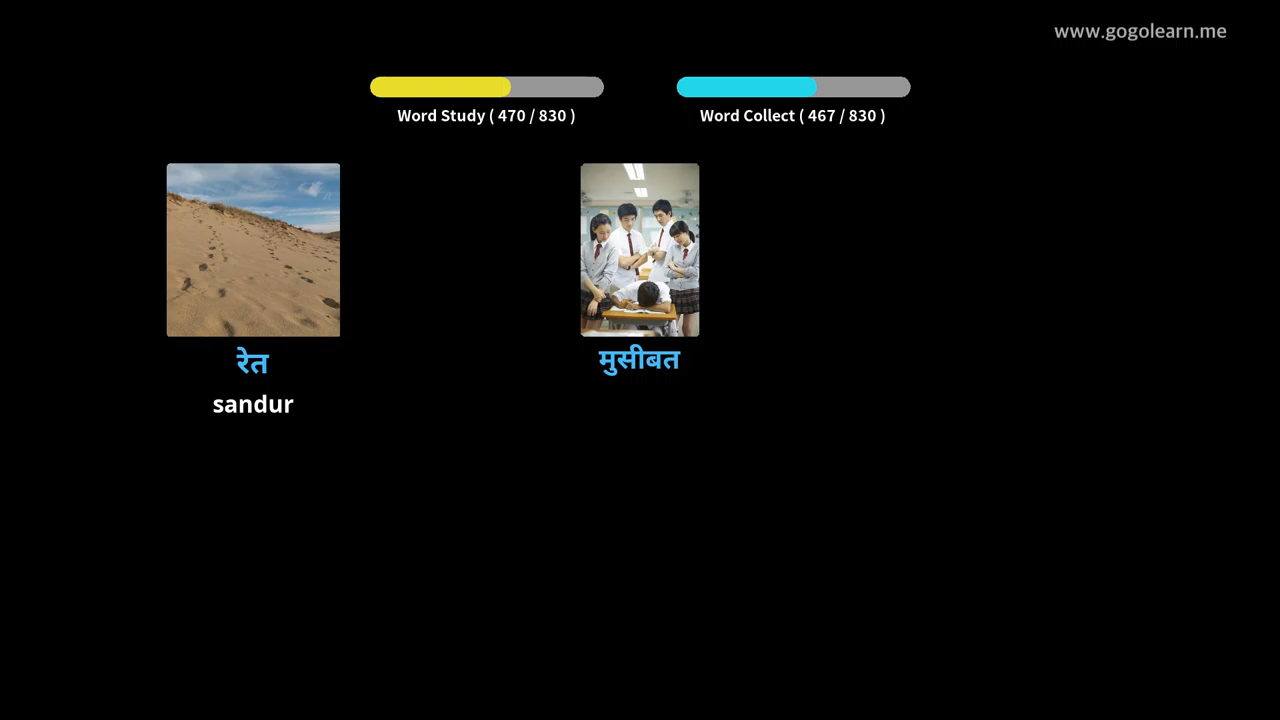 www.gogolearn.me
Word Study ( 470 / 830 )
Word Collect ( 467 / 830 )
रेत
मुसीबत
sandur